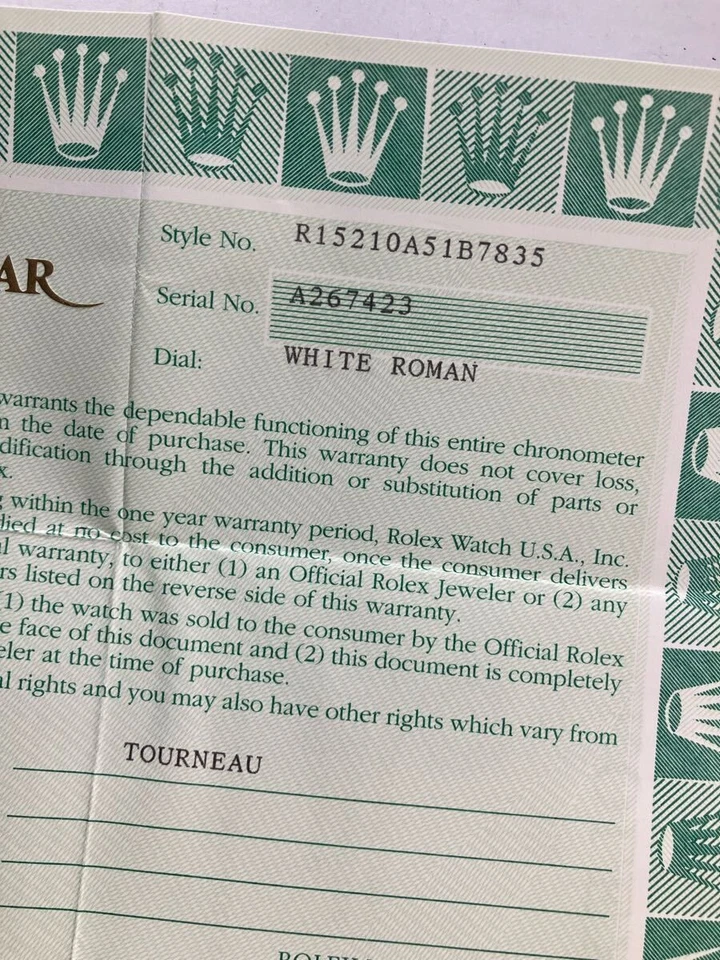 Style No. R15210A51B7835
AR
Serial No. A267423
Dial: WHITE ROMAN
warrants the dependable functioning of this entire chronometer
the date of purchase. This warranty does not cover loss,
dification through the addition or substitution of parts or
x.
within the one year warranty period, Rolex Watch U.S.A., Inc.
lied at no cost to the consumer, once the consumer delivers
l warranty, to either (1) an Official Rolex Jeweler or (2) any
rs listed on the reverse side of this warranty.
(1) the watch was sold to the consumer by the Official Rolex
e face of this document and (2) this document is completely
eler at the time of purchase.
al rights and you may also have other rights which vary from
TOURNEAU